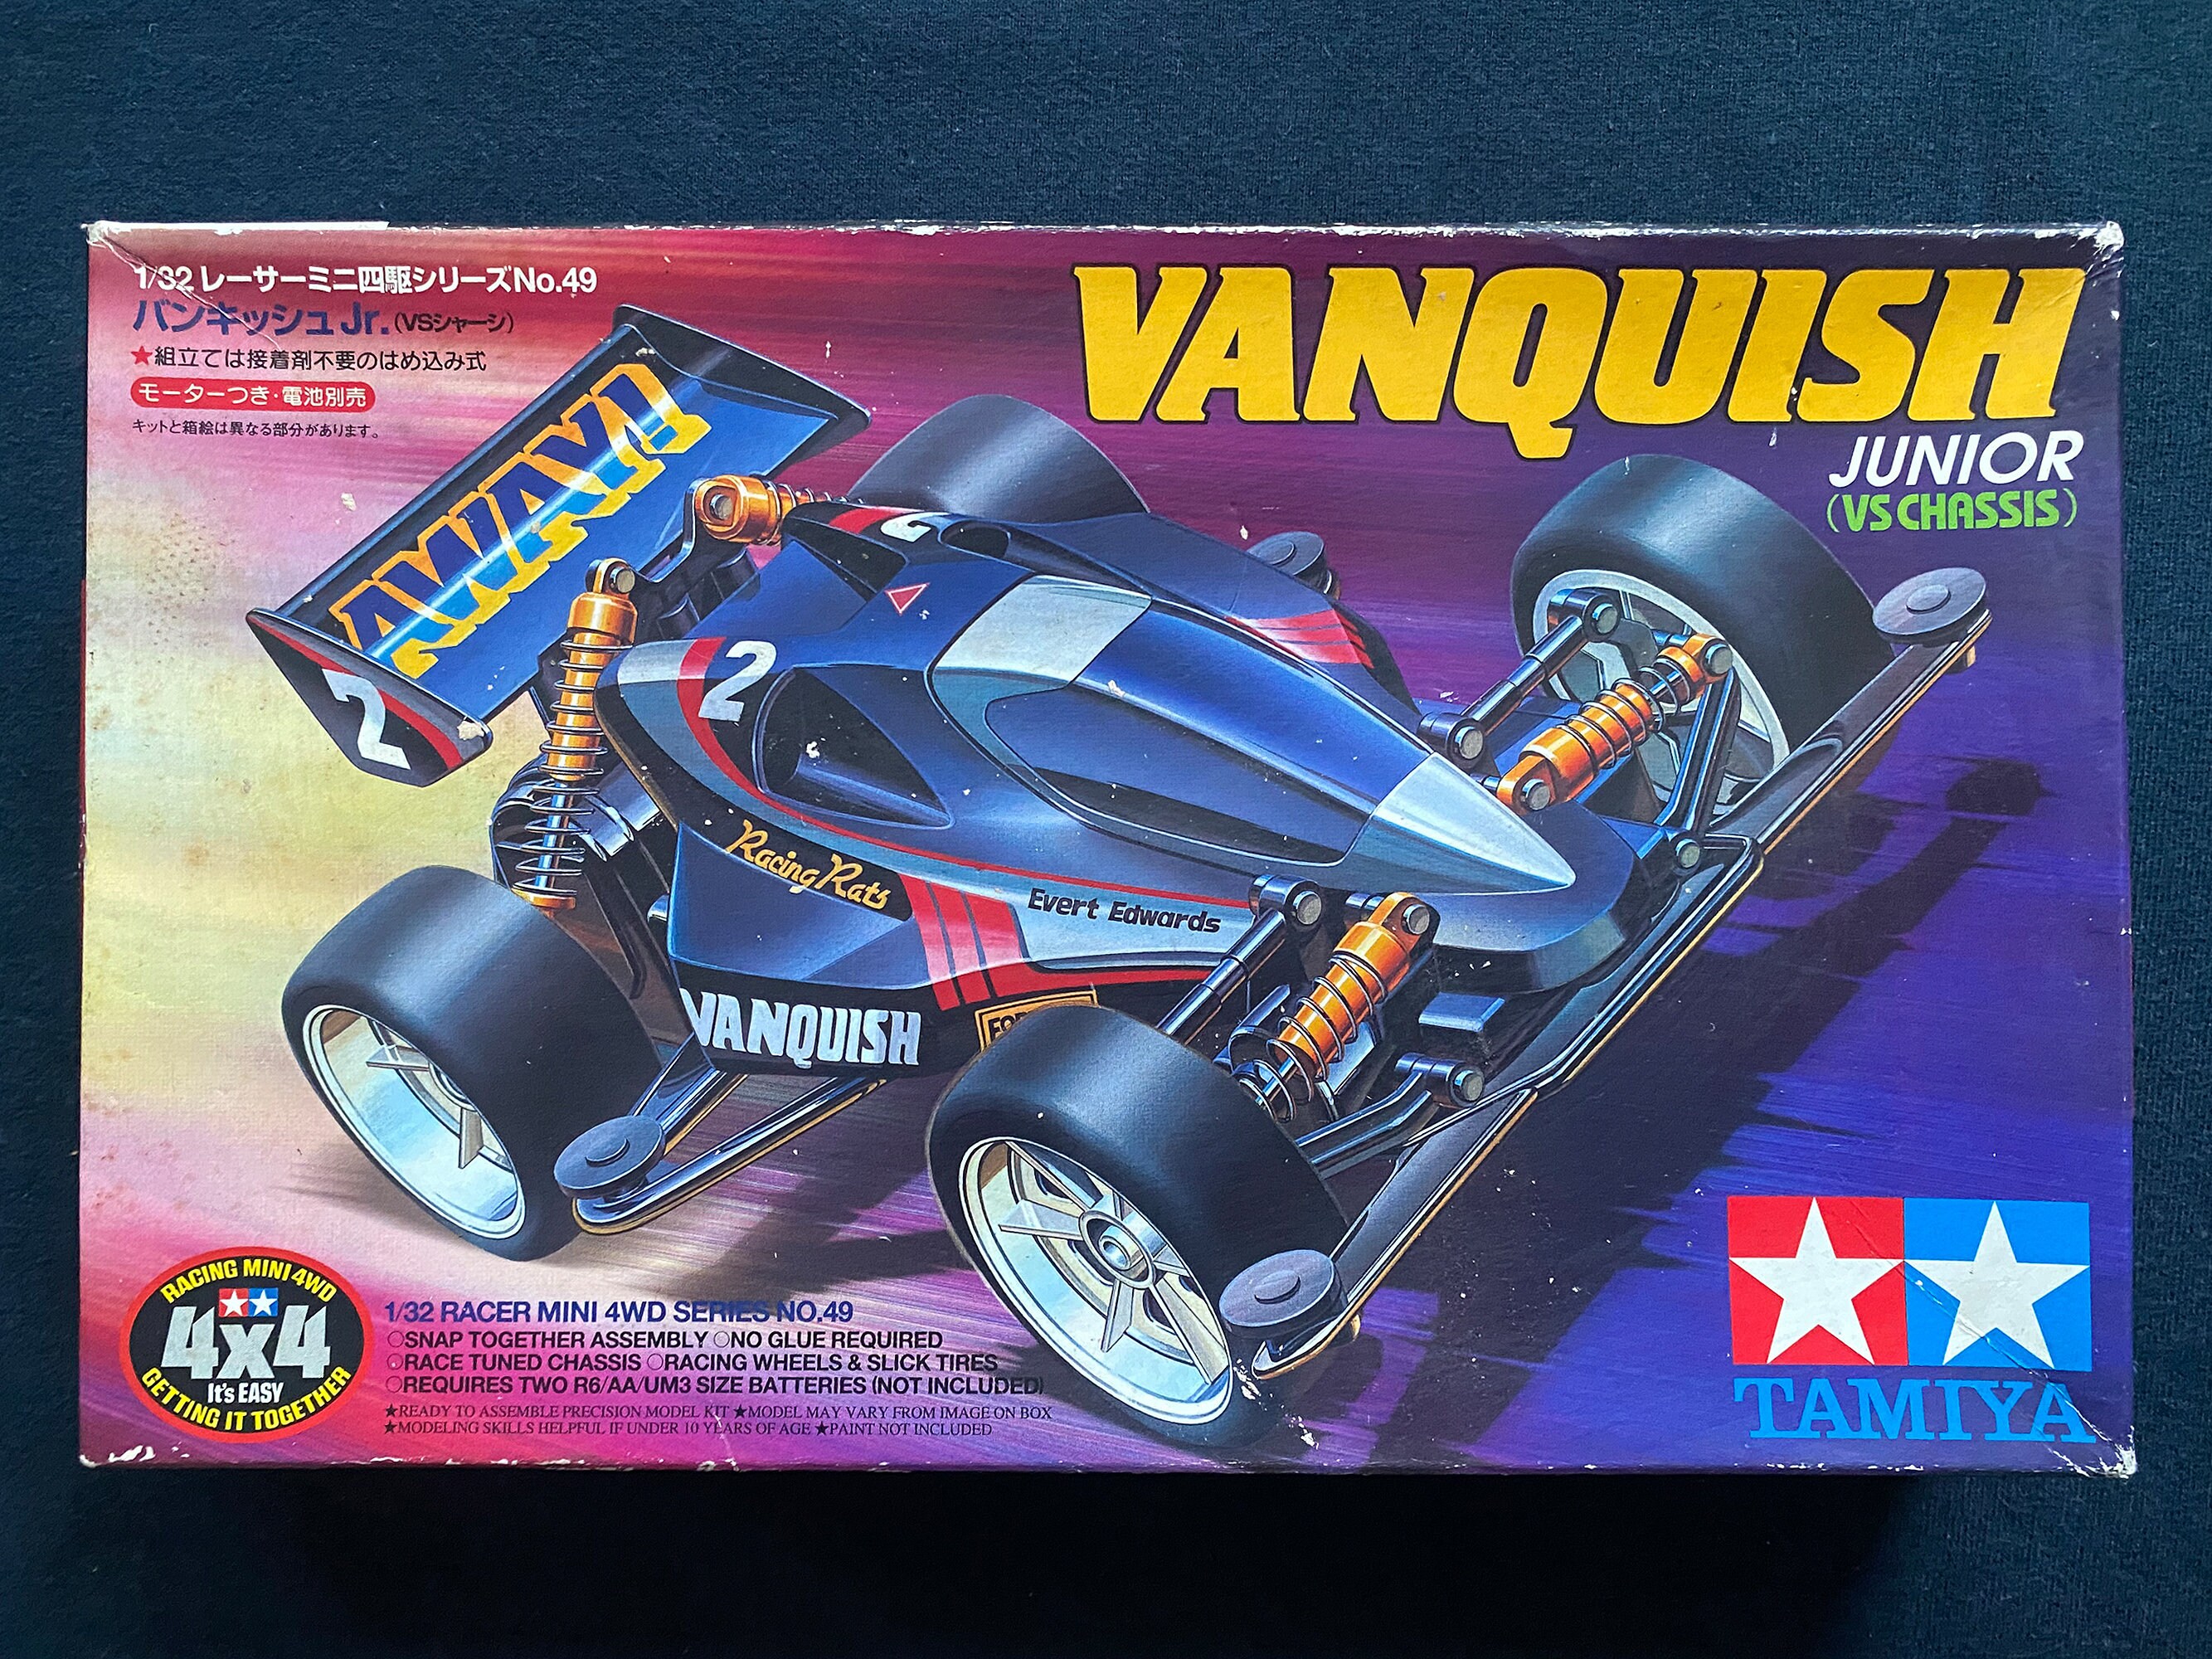 1/32 レーサーミニ四駆シリーズNo.49
バンキッシュJr.(VSシャーシ)
★組立ては接着剤不要のはめ込み式
モーターつき・電池別売
キットと箱絵は異なる部分があります。
VANQUISH
JUNIOR
(VS CHASSIS)
AWAY!
2
2
2
Racing Rats
Evert Edwards
VANQUISH
RACING MINI 4WD
4x4
It's EASY
GETTING IT TOGETHER
1/32 RACER MINI 4WD SERIES NO.49
○SNAP TOGETHER ASSEMBLY ○NO GLUE REQUIRED
○RACE TUNED CHASSIS ○RACING WHEELS & SLICK TIRES
○REQUIRES TWO R6/AA/UM3 SIZE BATTERIES (NOT INCLUDED)
★READY TO ASSEMBLE PRECISION MODEL KIT ★MODEL MAY VARY FROM IMAGE ON BOX
★MODELING SKILLS HELPFUL IF UNDER 10 YEARS OF AGE ★PAINT NOT INCLUDED
TAMIYA